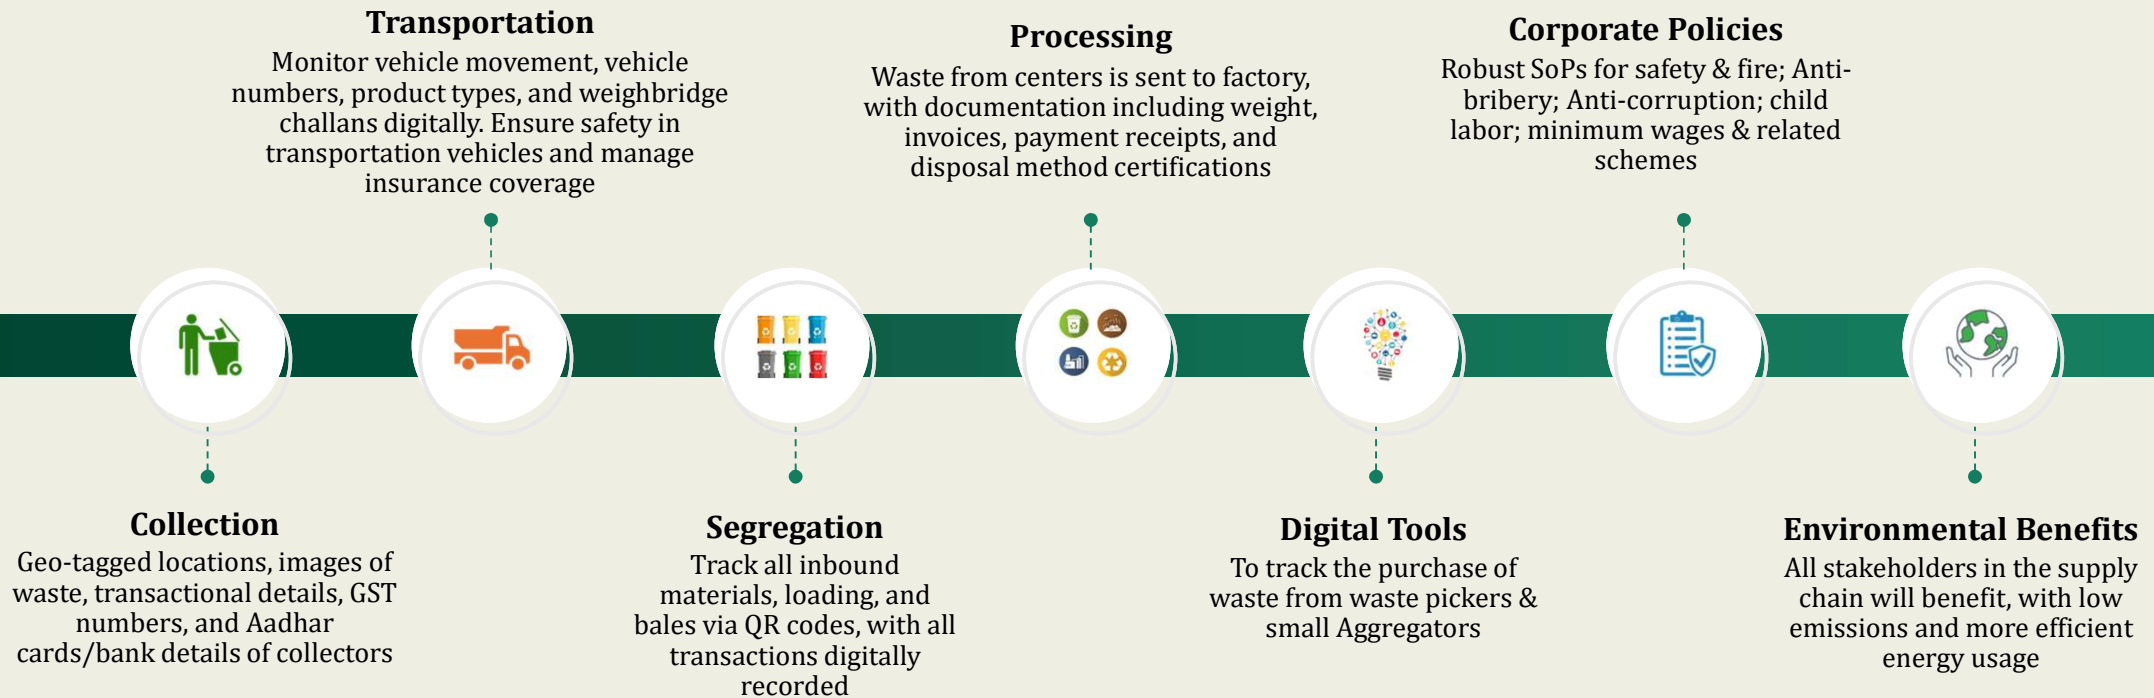 Transportation
Monitor vehicle movement, vehicle
numbers, product types, and weighbridge
challans digitally. Ensure safety in
transportation vehicles and manage
insurance coverage
Processing
Waste from centers is sent to factory,
with documentation including weight,
invoices, payment receipts, and
disposal method certifications
Corporate Policies
Robust SoPs for safety & fire; Anti-
bribery; Anti-corruption; child
labor; minimum wages & related
schemes
Collection
Geo-tagged locations, images of
waste, transactional details, GST
numbers, and Aadhar
cards/bank details of collectors
Segregation
Track all inbound
materials, loading, and
bales via QR codes, with all
transactions digitally
recorded
Digital Tools
To track the purchase of
waste from waste pickers &
small Aggregators
Environmental Benefits
All stakeholders in the supply
chain will benefit, with low
emissions and more efficient
energy usage